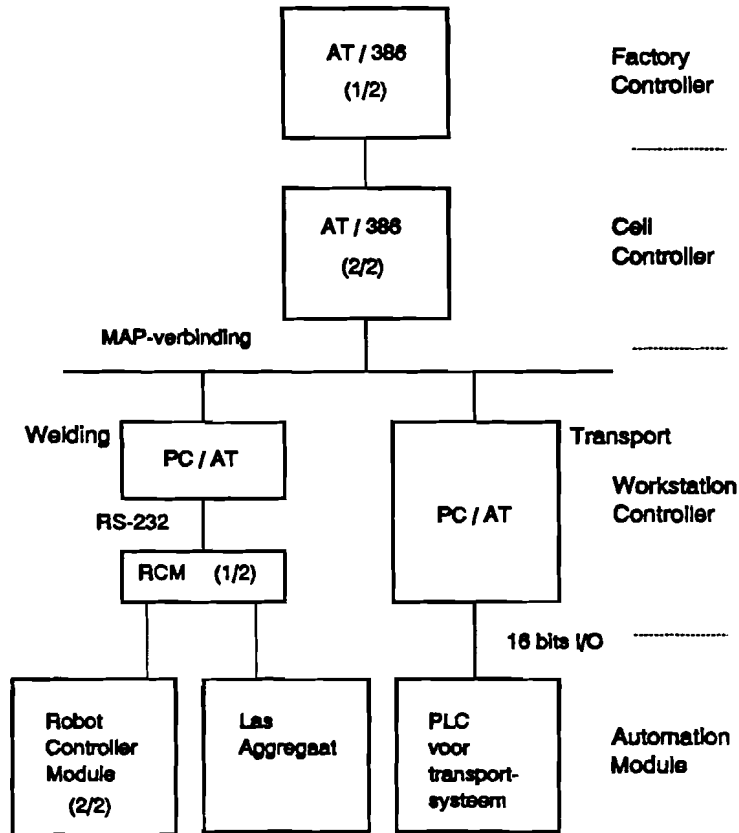 AT / 386
(1/2)
Factory
Controller
AT / 386
(2/2)
Cell
Controller
MAP-verbinding
Welding
PC / AT
Transport
PC / AT
Workstation
Controller
RS-232
RCM (1/2)
16 bits I/O
Robot
Controller
Module
(2/2)
Las
Aggregaat
PLC
voor
transport-
systeem
Automation
Module